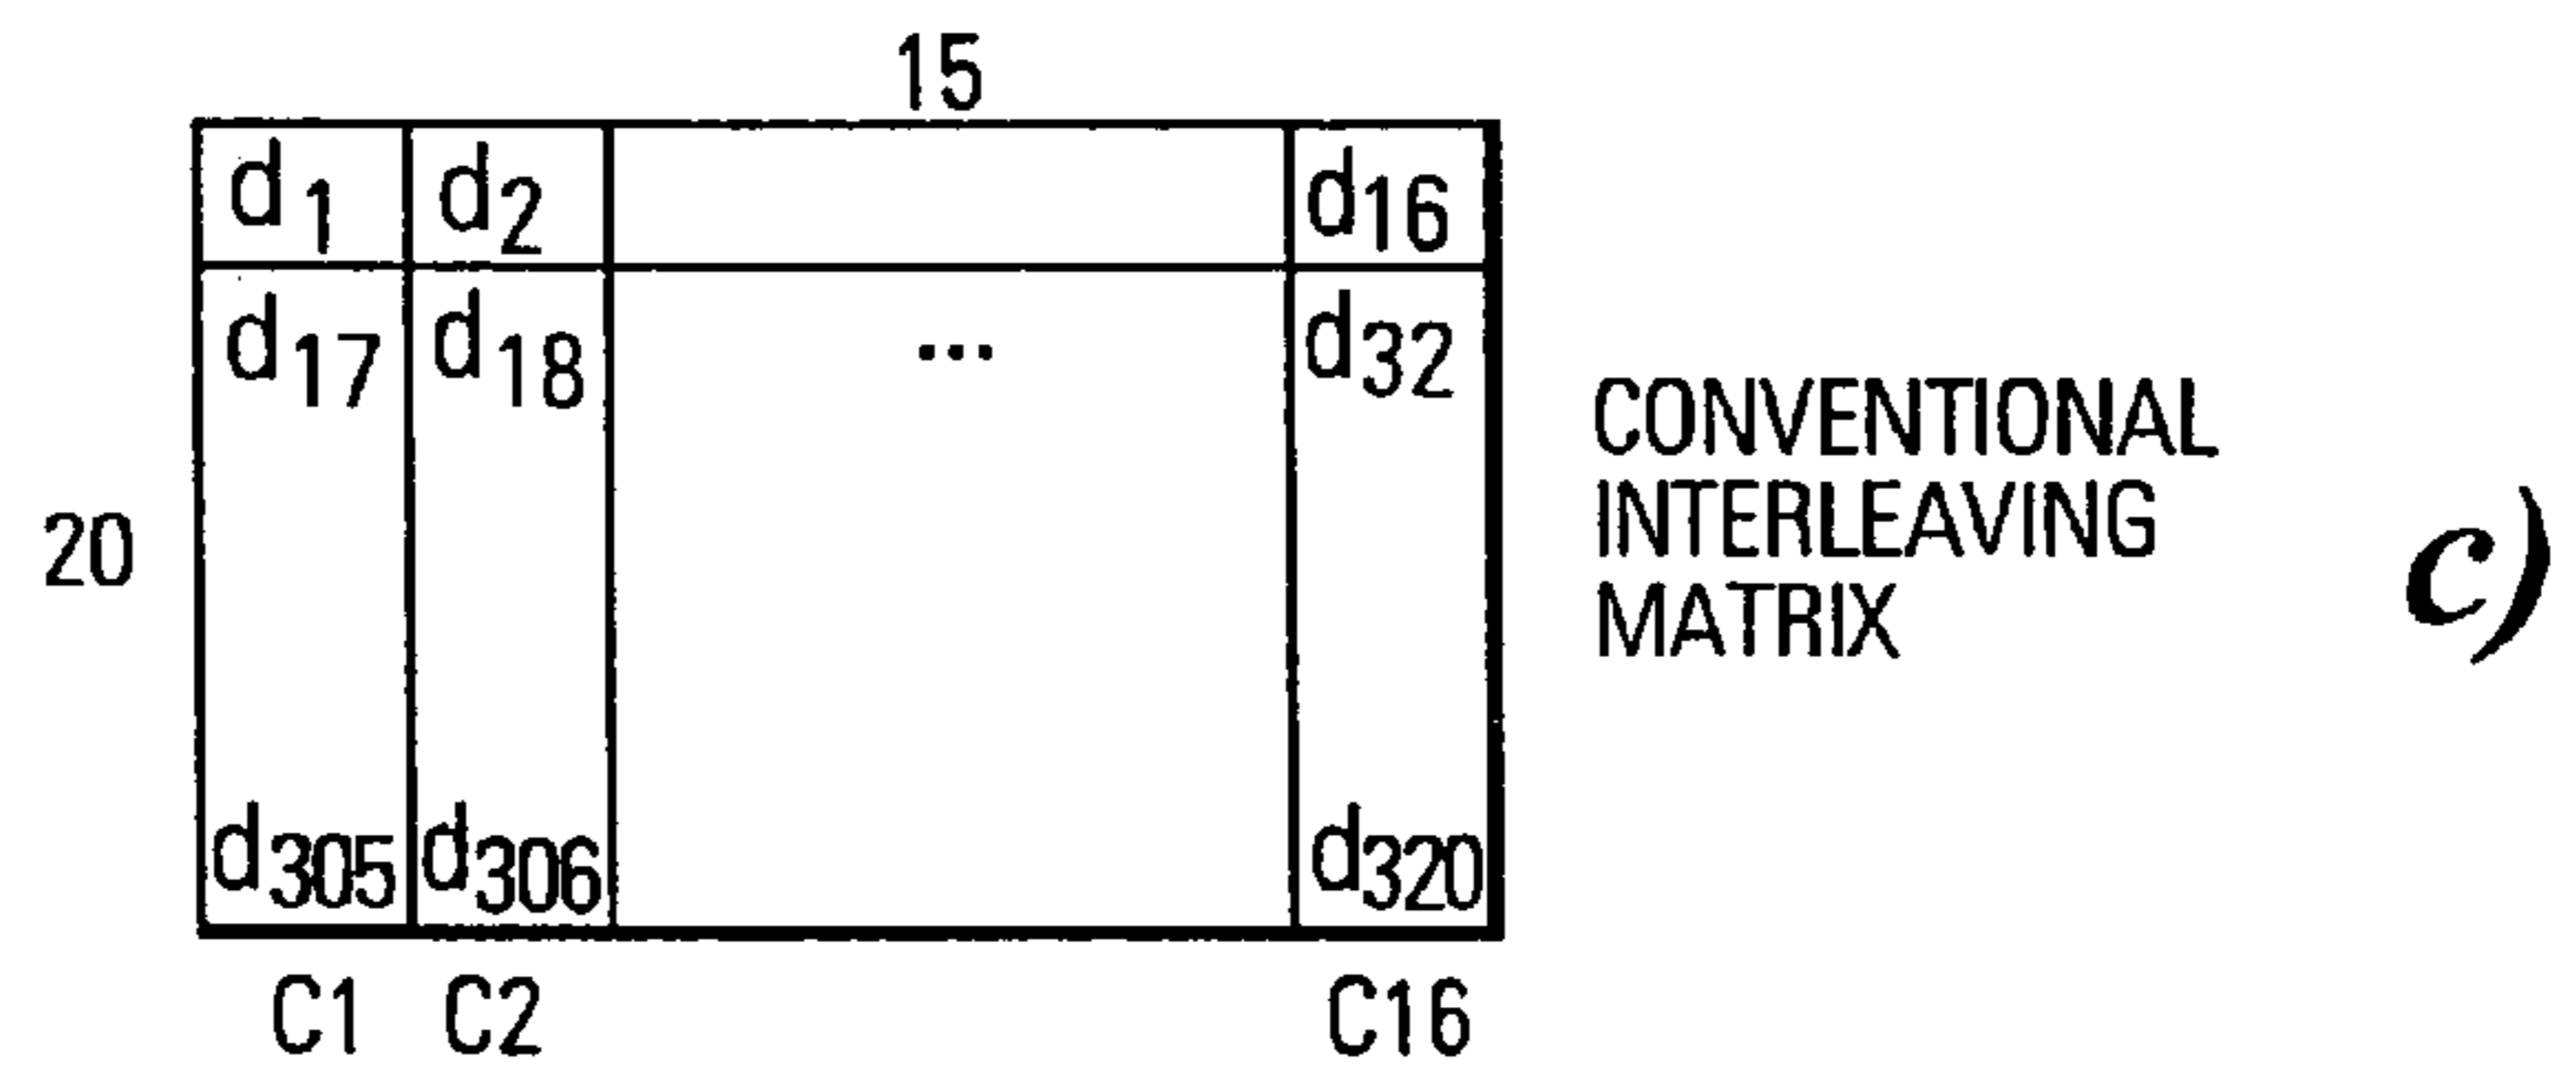 15
d1 d2 d16
d17 d18 ... d32
20
CONVENTIONAL
INTERLEAVING
MATRIX
c)
d305 d306 d320
C1 C2 C16